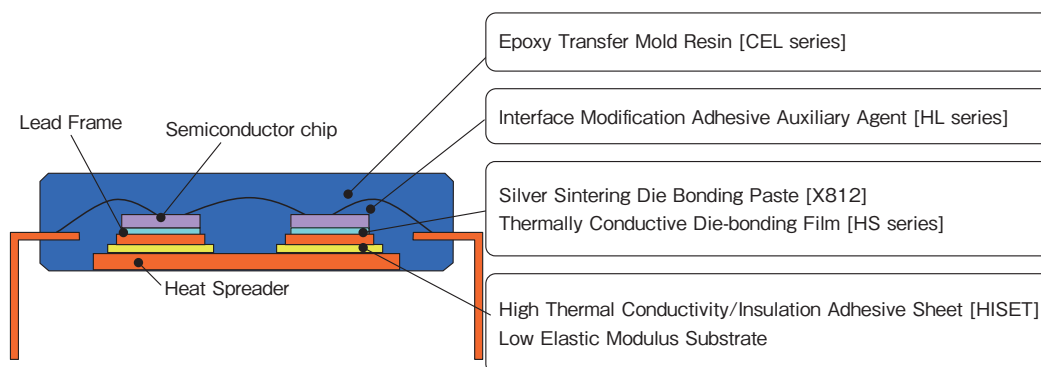 Epoxy Transfer Mold Resin [CEL series]
Lead Frame
Semiconductor chip
Interface Modification Adhesive Auxiliary Agent [HL series]
Silver Sintering Die Bonding Paste [X812]
Thermally Conductive Die-bonding Film [HS series]
Heat Spreader
High Thermal Conductivity/Insulation Adhesive Sheet [HISET]
Low Elastic Modulus Substrate